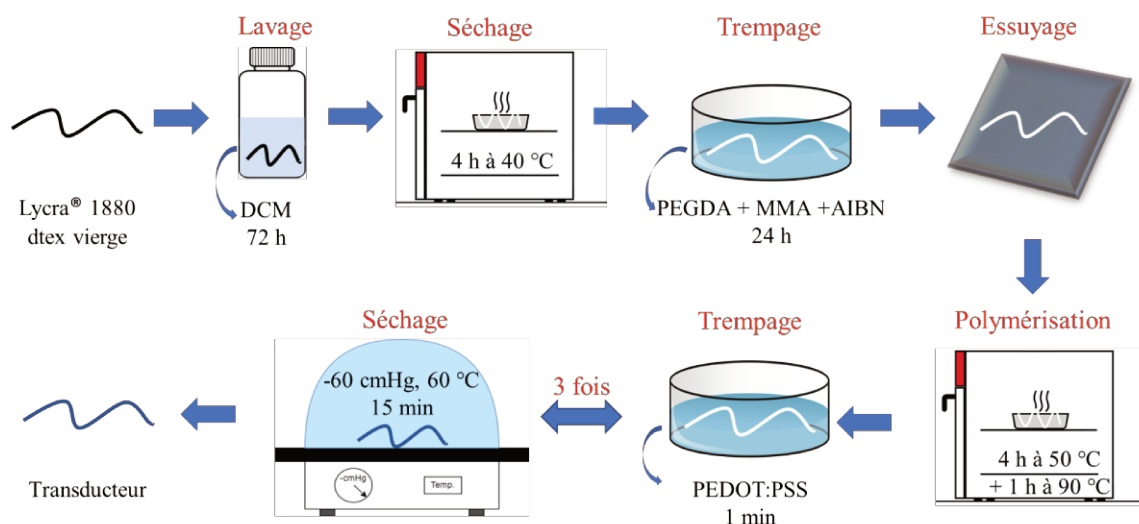 Lavage
Séchage
Trempage
Essuyage
4 h à 40 °C
Lycra® 1880
dtex vierge
DCM
72 h
PEGDA + MMA +AIBN
24 h
Polymérisation
4 h à 50 °C
+ 1 h à 90 °C
Trempage
PEDOT:PSS
1 min
3 fois
Séchage
-60 cmHg, 60 °C
15 min
-cmHg
Temp.
Transducteur